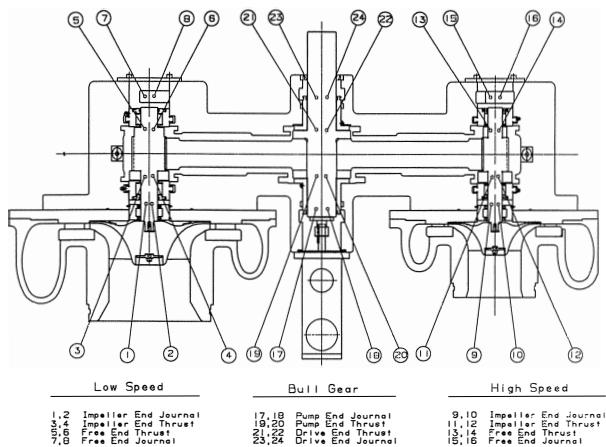 5 7 8 6
21 23 24 22
13 15 16 14
3 1 2 4
19 17 18 20
11 9 10 12
Low Speed
1,2 Impeller End Journal
3,4 Impeller End Thrust
5,6 Free End Thrust
7,8 Free End Journal
Bull Gear
17,18 Pump End Journal
19,20 Pump End Thrust
21,22 Drive End Thrust
23,24 Drive End Journal
High Speed
9,10 Impeller End Journal
11,12 Impeller End Thrust
13,14 Free End Thrust
15,16 Free End Journal